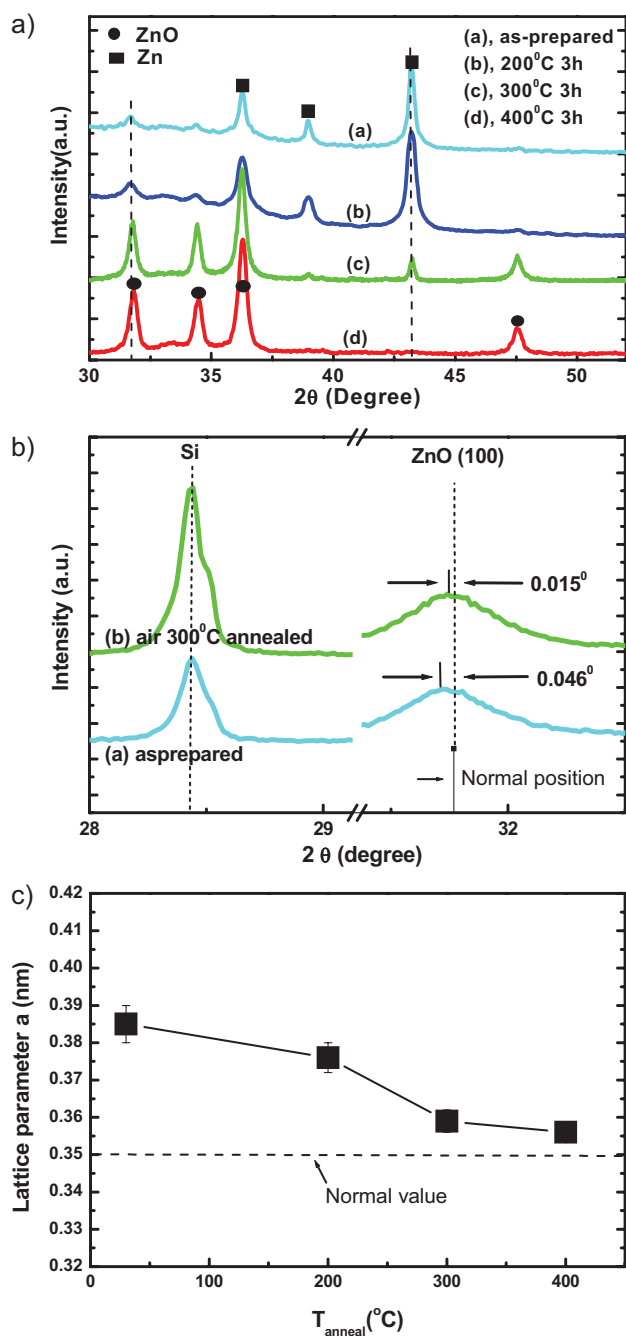 a)
● ZnO
■ Zn
(a), as-prepared
(b), 200⁰C 3h
(c), 300⁰C 3h
(d), 400⁰C 3h
(a)
(b)
(c)
(d)
Intensity(a.u.)
30 35 40 45 50
2θ (Degree)
b)
Si
ZnO (100)
0.015⁰
(b) air 300⁰C annealed
0.046⁰
(a) asprepared
Normal position
Intensity (a.u.)
28 29 32
2 θ (degree)
c)
0.42
0.41
0.40
0.39
0.38
0.37
0.36
0.35
0.34
0.33
0.32
Normal value
Lattice parameter a (nm)
0 100 200 300 400
Tanneal(°C)